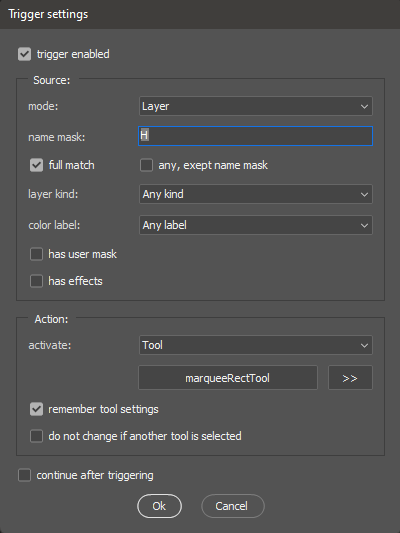 Trigger settings
trigger enabled
Source:
mode: Layer
name mask: H
full match any, exept name mask
layer kind: Any kind
color label: Any label
has user mask
has effects
Action:
activate: Tool
marqueeRectTool >>
remember tool settings
do not change if another tool is selected
continue after triggering
Ok Cancel